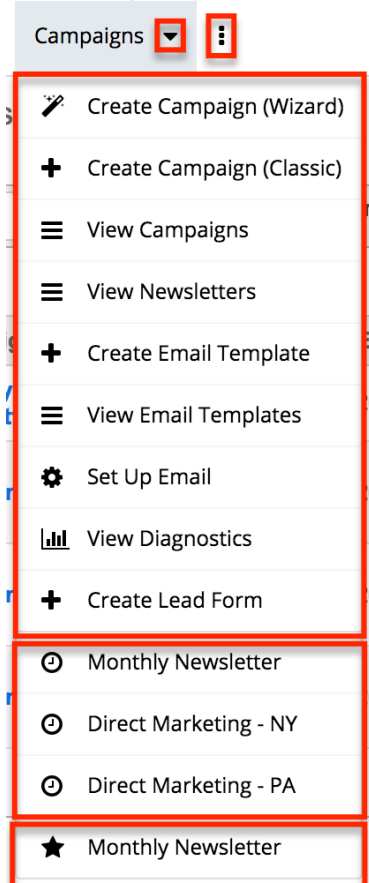 Campaigns
Create Campaign (Wizard)
Create Campaign (Classic)
View Campaigns
View Newsletters
Create Email Template
View Email Templates
Set Up Email
View Diagnostics
Create Lead Form
Monthly Newsletter
Direct Marketing - NY
Direct Marketing - PA
Monthly Newsletter